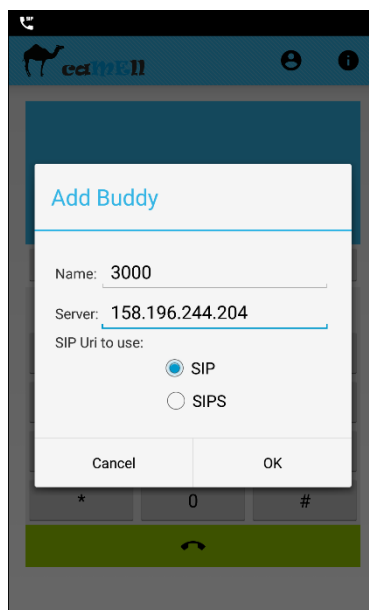 caMEll
Add Buddy
Name: 3000
Server: 158.196.244.204
SIP Uri to use:
SIP
SIPS
Cancel OK
* 0 #